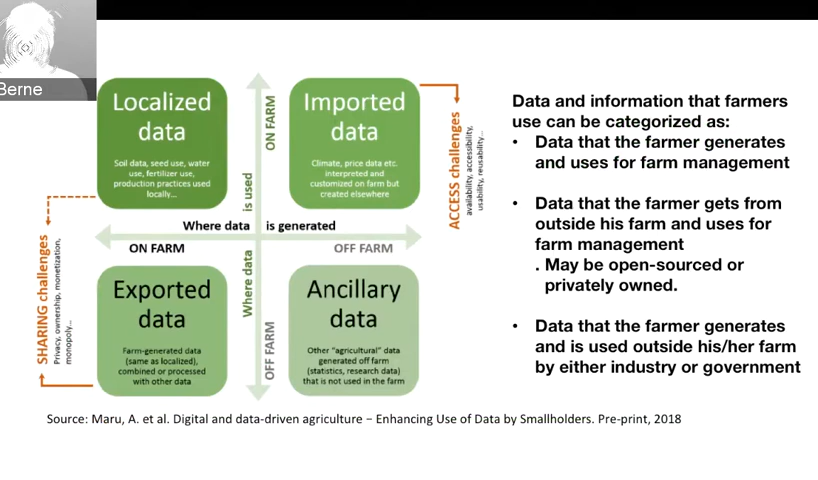 Berne
Localized
data
Soil data, seed use, water
use, fertilizer use,
production practices used
locally...
ON FARM
is used
Imported
data
Climate, price data etc.
interpreted and
customized on farm but
created elsewhere
ACCESS challenges
availability, accessibility,
usability, reusability...
Where data is generated
ON FARM
OFF FARM
SHARING challenges
Privacy, ownership, monetization,
monopoly...
Exported
data
Farm-generated data
(same as localized),
combined or processed
with other data
Where data
OFF FARM
Ancillary
data
Other "agricultural" data
generated off farm
(statistics, research data)
that is not used in the farm
Data and information that farmers
use can be categorized as:
• Data that the farmer generates
and uses for farm management
• Data that the farmer gets from
outside his farm and uses for
farm management
. May be open-sourced or
privately owned.
• Data that the farmer generates
and is used outside his/her farm
by either industry or government
Source: Maru, A. et al. Digital and data-driven agriculture – Enhancing Use of Data by Smallholders. Pre-print, 2018